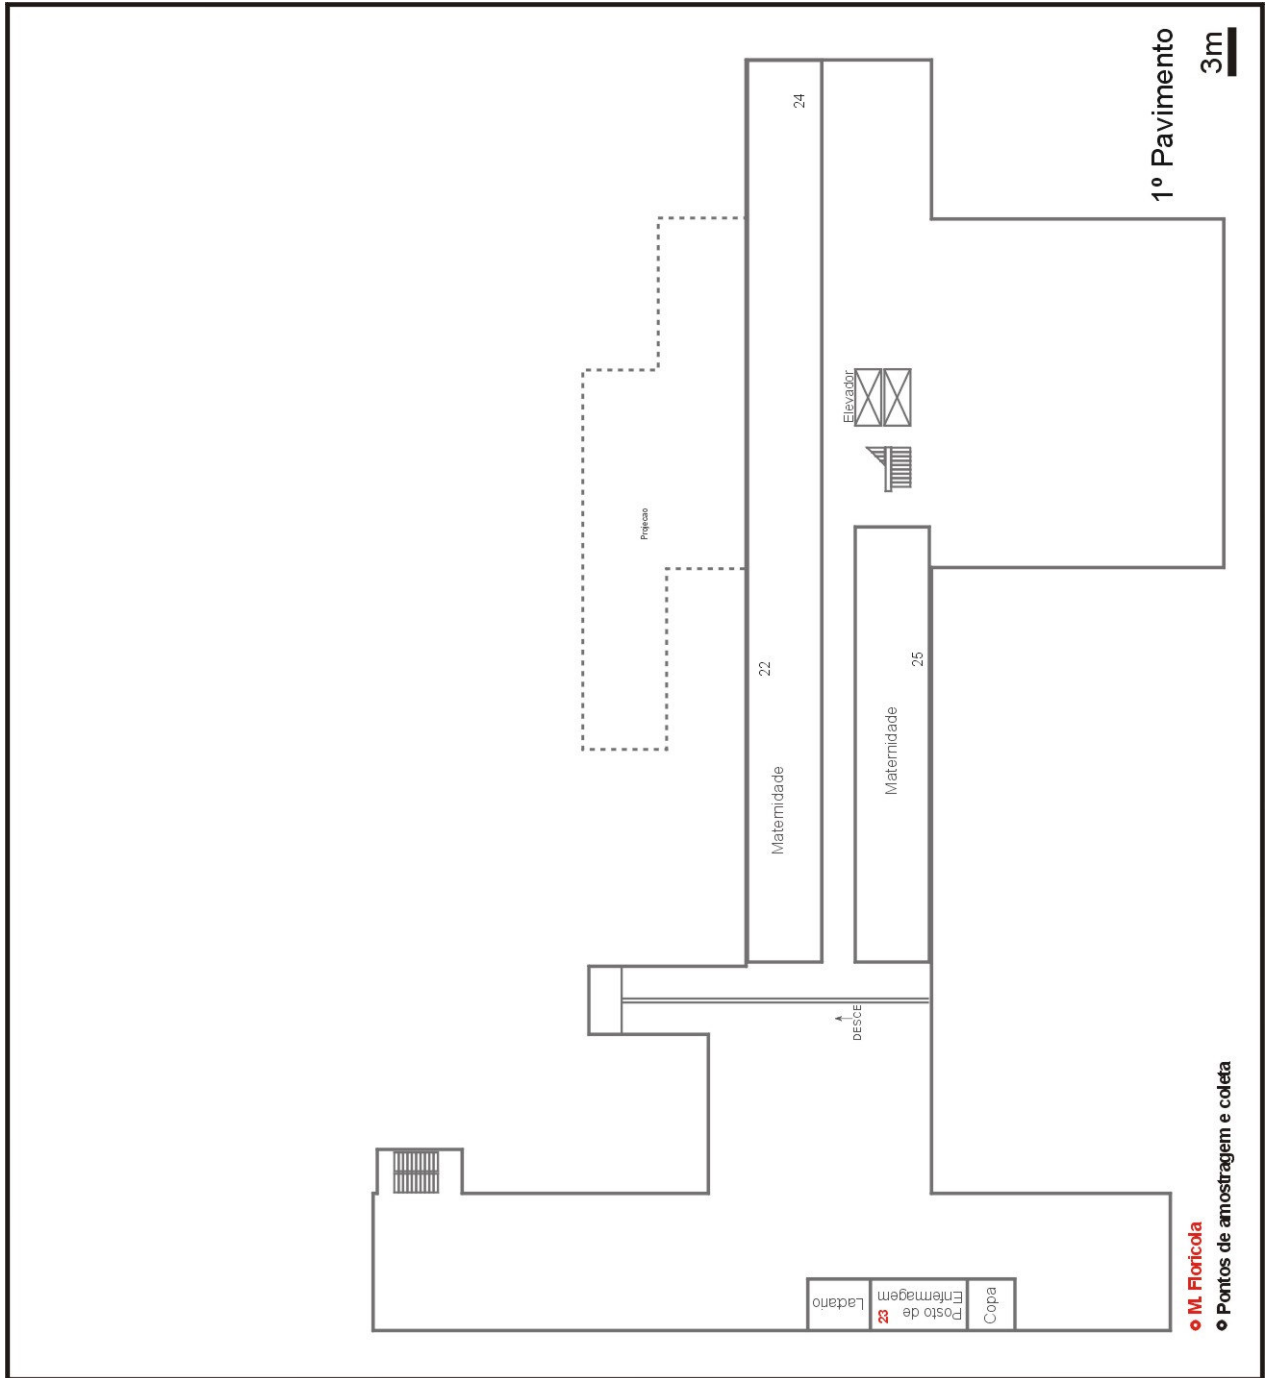 1º Pavimento
3m
24
Elevador
Projecao
22
25
Maternidade
Maternidade
DESCE
Lactario
23
Posto de
Enfermagem
Copa
M. Floricola
Pontos de amostragem e coleta